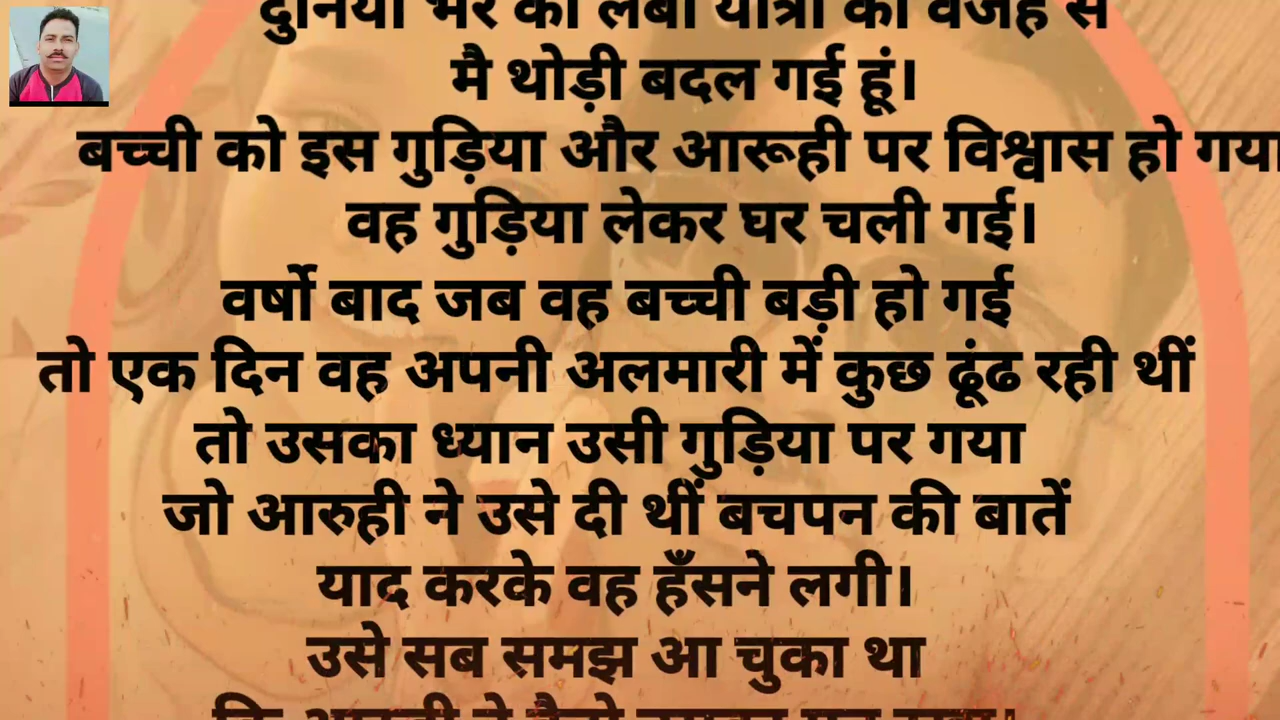 दुनिया भर की लंबी यात्रा की वजह से
मै थोड़ी बदल गई हूं।
बच्ची को इस गुड़िया और आरूही पर विश्वास हो गया
वह गुड़िया लेकर घर चली गई।
वर्षो बाद जब वह बच्ची बड़ी हो गई
तो एक दिन वह अपनी अलमारी में कुछ ढूंढ रही थीं
तो उसका ध्यान उसी गुड़िया पर गया
जो आरुही ने उसे दी थीं बचपन की बातें
याद करके वह हँसने लगी।
उसे सब समझ आ चुका था